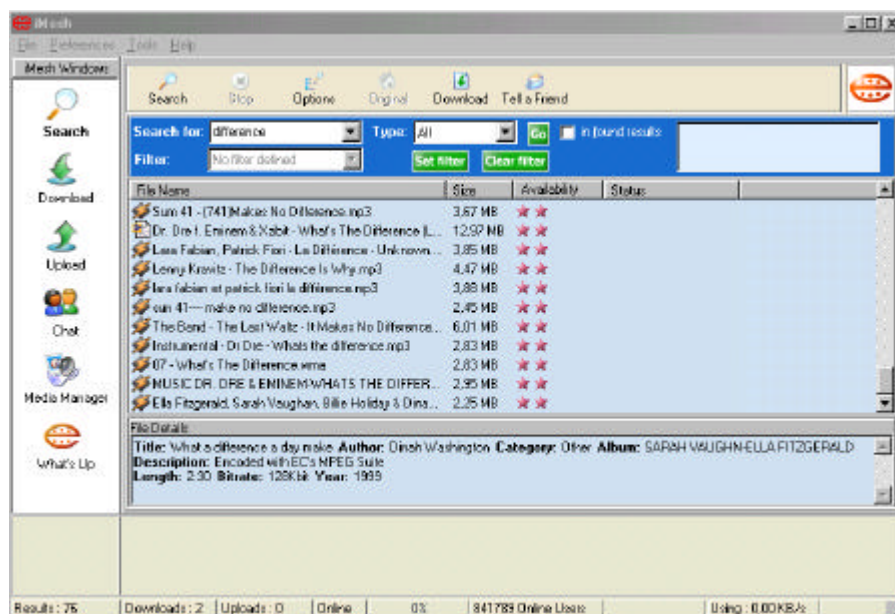 iMesh
File Preferences Tools Help
iMesh Windows
Search Stop Options Original Download Tell a Friend
Search
Download
Upload
Chat
Media Manager
What's Up
Search for: difference Type: All Go in found results
Filter: No filter defined Set filter Clear filter
File Name Size Availability Status
Sum 41 - (741)Makes No Difference.mp3 3,67 MB
Dr. Dre f. Eminem & Xzibit - What's The Difference (L... 12,97 MB
Lara Fabian, Patrick Fiori - La Différence - Unknown... 3,85 MB
Lenny Kravitz - The Difference Is Why.mp3 4,47 MB
lara fabian et patrick fiori la différence.mp3 3,88 MB
sun 41----make no difference.mp3 2,45 MB
The Band - The Last Waltz - It Makes No Difference... 6,01 MB
Instrumental - Dr Dre - Whats the difference.mp3 2,83 MB
07 - What's The Difference.wma 2,83 MB
MUSIC DR. DRE & EMINEM-WHATS THE DIFFER... 2,95 MB
Ella Fitzgerald, Sarah Vaughan, Billie Holiday & Dina... 2,25 MB
File Details
Title: What a difference a day make Author: Dinah Washington Category: Other Album: SARAH VAUGHN-ELLA FITZGERALD
Description: Encoded with EC's MPEG Suite
Length: 2:30 Bitrate: 128Kbit Year: 1999
Results : 76 Downloads : 2 Uploads : 0 Online 0% 841789 Online Users Using : 0.00 KB/s